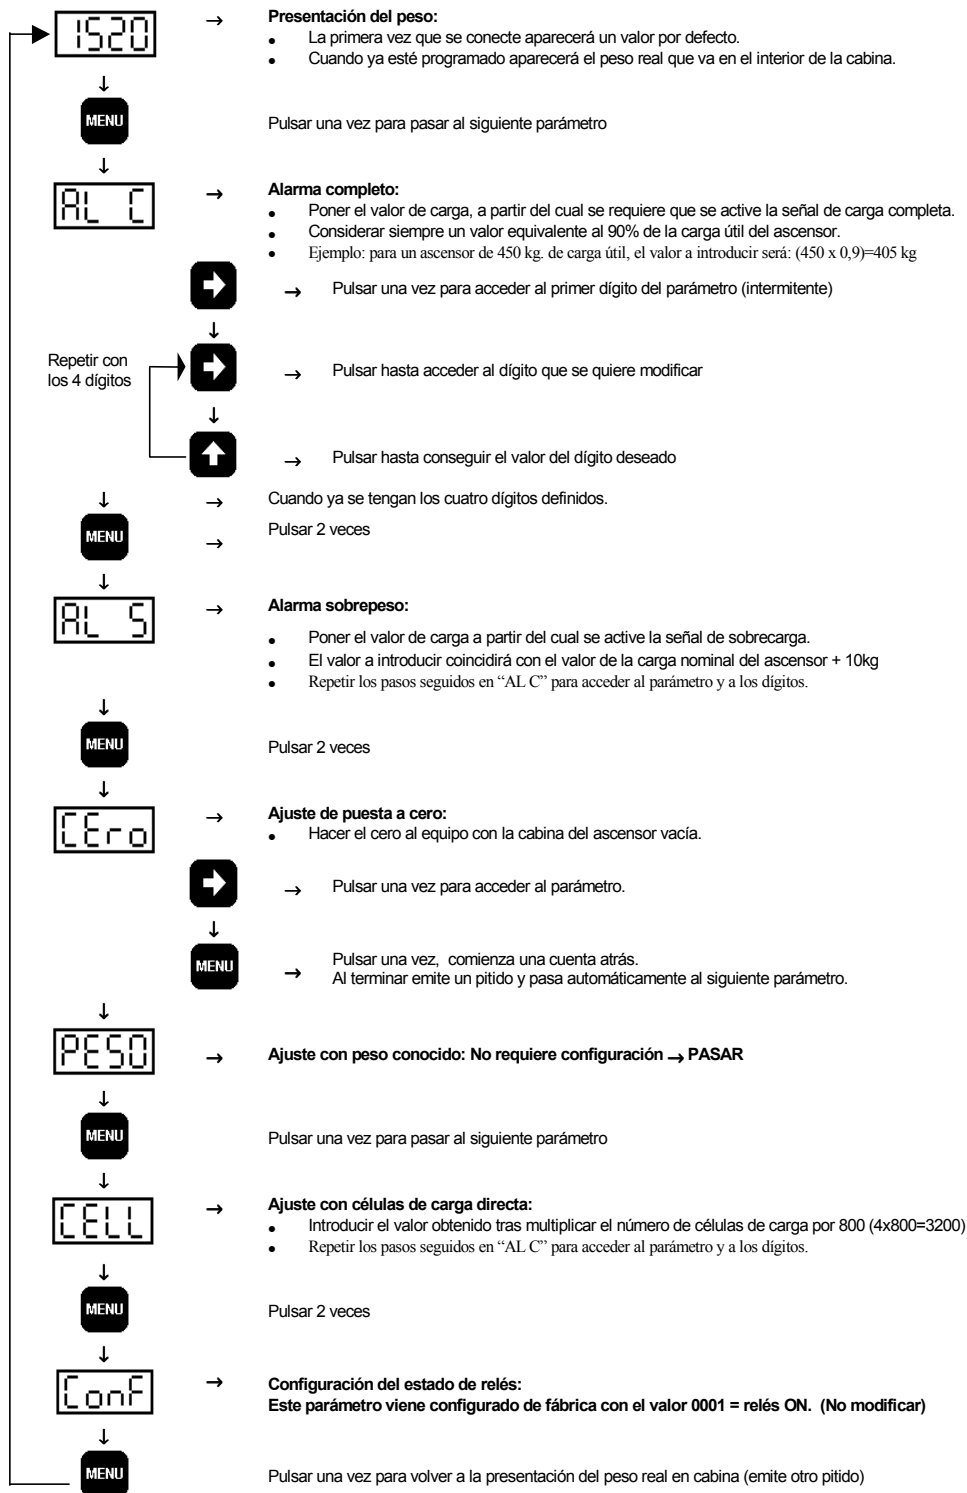 1520
→ Presentación del peso:
• La primera vez que se conecte aparecerá un valor por defecto.
• Cuando ya esté programado aparecerá el peso real que va en el interior de la cabina.
↓
MENU
Pulsar una vez para pasar al siguiente parámetro
↓
AL C
→ Alarma completo:
• Poner el valor de carga, a partir del cual se requiere que se active la señal de carga completa.
• Considerar siempre un valor equivalente al 90% de la carga útil del ascensor.
• Ejemplo: para un ascensor de 450 kg. de carga útil, el valor a introducir será: (450 x 0,9)=405 kg
→ Pulsar una vez para acceder al primer dígito del parámetro (intermitente)
↓
Repetir con
los 4 dígitos
→ Pulsar hasta acceder al dígito que se quiere modificar
↓
→ Pulsar hasta conseguir el valor del dígito deseado
↓ → Cuando ya se tengan los cuatro dígitos definidos.
MENU
→ Pulsar 2 veces
↓
AL S
→ Alarma sobrepeso:
• Poner el valor de carga a partir del cual se active la señal de sobrecarga.
• El valor a introducir coincidirá con el valor de la carga nominal del ascensor + 10kg
• Repetir los pasos seguidos en “AL C” para acceder al parámetro y a los dígitos.
↓
MENU
Pulsar 2 veces
↓
CEro
→ Ajuste de puesta a cero:
• Hacer el cero al equipo con la cabina del ascensor vacía.
→ Pulsar una vez para acceder al parámetro.
↓
MENU
→ Pulsar una vez, comienza una cuenta atrás.
Al terminar emite un pitido y pasa automáticamente al siguiente parámetro.
↓
PESO
→ Ajuste con peso conocido: No requiere configuración → PASAR
↓
MENU
Pulsar una vez para pasar al siguiente parámetro
↓
CELL
→ Ajuste con células de carga directa:
• Introducir el valor obtenido tras multiplicar el número de células de carga por 800 (4x800=3200)
• Repetir los pasos seguidos en “AL C” para acceder al parámetro y a los dígitos.
↓
MENU
Pulsar 2 veces
↓
ConF
→ Configuración del estado de relés:
Este parámetro viene configurado de fábrica con el valor 0001 = relés ON. (No modificar)
↓
MENU
Pulsar una vez para volver a la presentación del peso real en cabina (emite otro pitido)